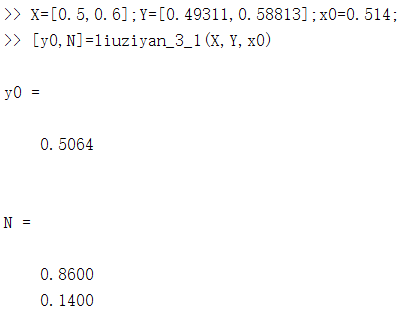 >> X=[0.5,0.6];Y=[0.49311,0.58813];x0=0.514;
>> [y0,N]=liuziyan_3_1(X,Y,x0)
y0 =
0.5064
N =
0.8600
0.1400